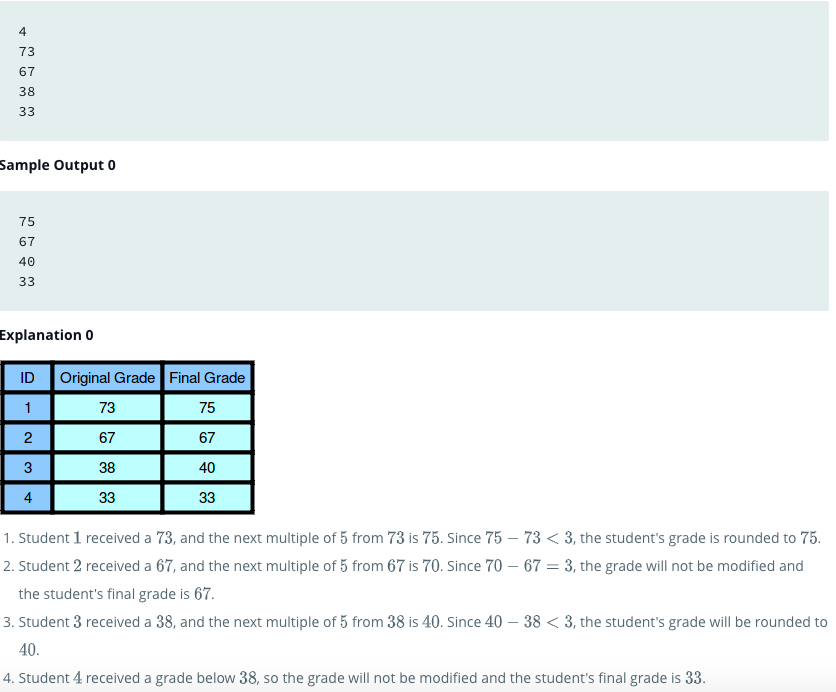 4
73
67
38
33
Sample Output 0
75
67
40
33
Explanation 0
ID Original Grade Final Grade
1 73 75
2 67 67
3 38 40
4 33 33
1. Student 1 received a 73, and the next multiple of 5 from 73 is 75. Since 75 − 73 < 3, the student's grade is rounded to 75.
2. Student 2 received a 67, and the next multiple of 5 from 67 is 70. Since 70 − 67 = 3, the grade will not be modified and
the student's final grade is 67.
3. Student 3 received a 38, and the next multiple of 5 from 38 is 40. Since 40 − 38 < 3, the student's grade will be rounded to
40.
4. Student 4 received a grade below 38, so the grade will not be modified and the student's final grade is 33.